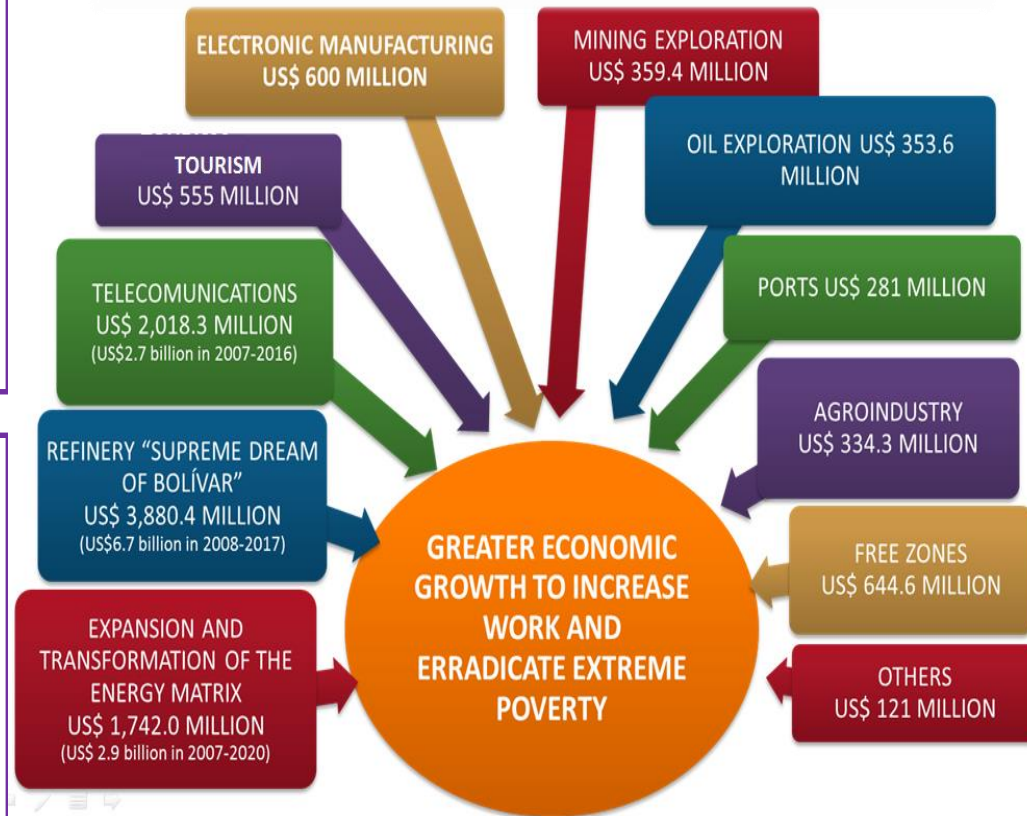 ELECTRONIC MANUFACTURING
US$ 600 MILLION
MINING EXPLORATION
US$ 359.4 MILLION
TOURISM
US$ 555 MILLION
OIL EXPLORATION US$ 353.6
MILLION
TELECOMUNICATIONS
US$ 2,018.3 MILLION
(US$2.7 billion in 2007-2016)
PORTS US$ 281 MILLION
REFINERY “SUPREME DREAM
OF BOLÍVAR”
US$ 3,880.4 MILLION
(US$6.7 billion in 2008-2017)
AGROINDUSTRY
US$ 334.3 MILLION
EXPANSION AND
TRANSFORMATION OF THE
ENERGY MATRIX
US$ 1,742.0 MILLION
(US$ 2.9 billion in 2007-2020)
FREE ZONES
US$ 644.6 MILLION
OTHERS
US$ 121 MILLION
GREATER ECONOMIC
GROWTH TO INCREASE
WORK AND
ERRADICATE EXTREME
POVERTY